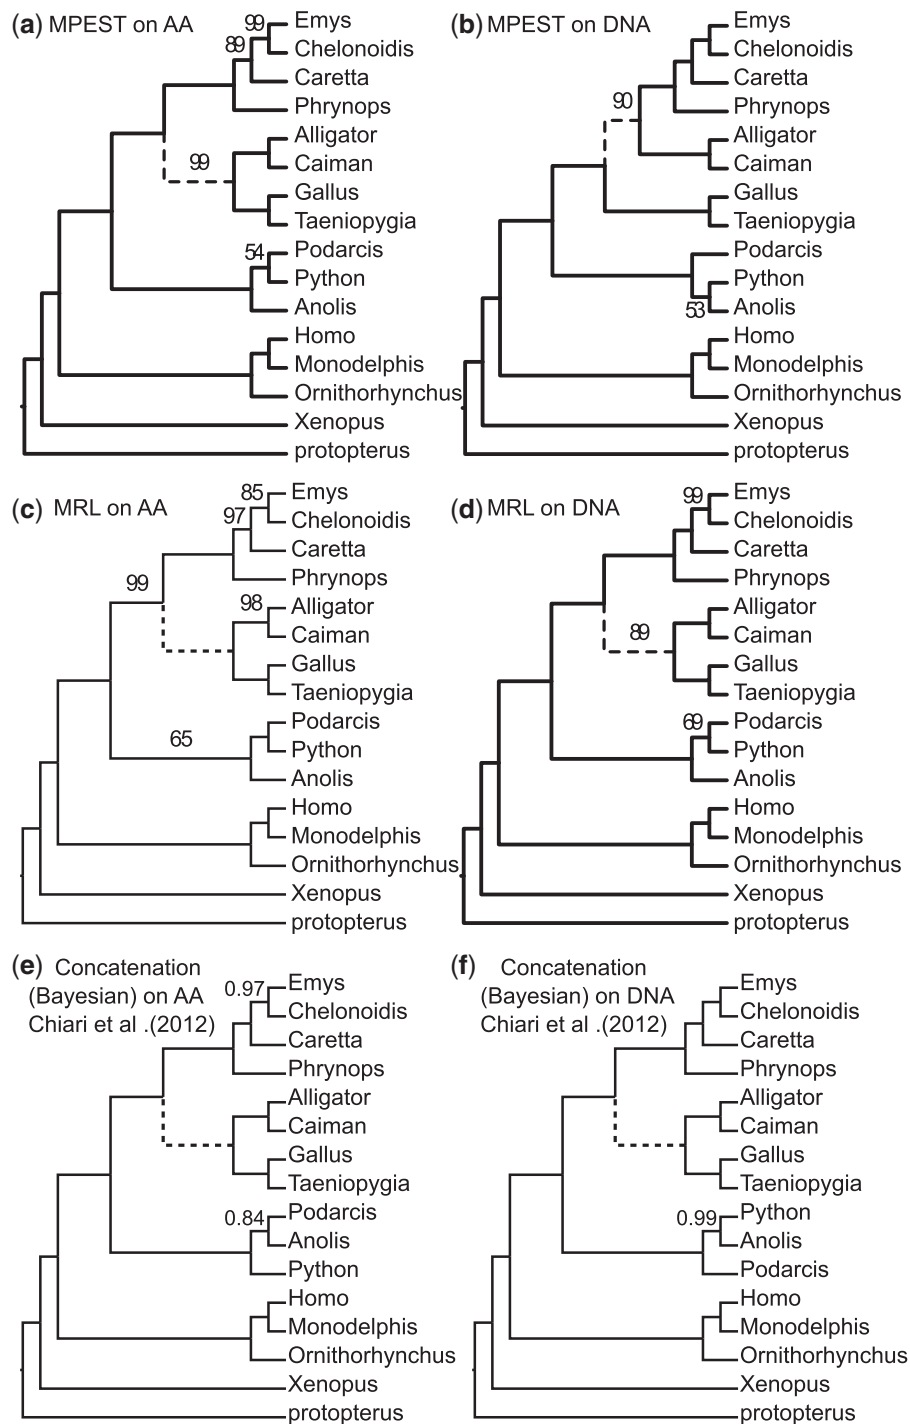 (a) MPEST on AA
99
89
Emys
Chelonoidis
Caretta
Phrynops
99
Alligator
Caiman
Gallus
Taeniopygia
54
Podarcis
Python
Anolis
Homo
Monodelphis
Ornithorhynchus
Xenopus
protopterus
(b) MPEST on DNA
Emys
Chelonoidis
Caretta
90
Phrynops
Alligator
Caiman
Gallus
Taeniopygia
Podarcis
Python
53
Anolis
Homo
Monodelphis
Ornithorhynchus
Xenopus
protopterus
(c) MRL on AA
85
97
Emys
Chelonoidis
Caretta
Phrynops
99
98
Alligator
Caiman
Gallus
Taeniopygia
65
Podarcis
Python
Anolis
Homo
Monodelphis
Ornithorhynchus
Xenopus
protopterus
(d) MRL on DNA
99
Emys
Chelonoidis
Caretta
Phrynops
89
Alligator
Caiman
Gallus
Taeniopygia
69
Podarcis
Python
Anolis
Homo
Monodelphis
Ornithorhynchus
Xenopus
protopterus
(e) Concatenation
(Bayesian) on AA
Chiari et al .(2012)
0.97
Emys
Chelonoidis
Caretta
Phrynops
Alligator
Caiman
Gallus
Taeniopygia
0.84
Podarcis
Anolis
Python
Homo
Monodelphis
Ornithorhynchus
Xenopus
protopterus
(f) Concatenation
(Bayesian) on DNA
Chiari et al .(2012)
Emys
Chelonoidis
Caretta
Phrynops
Alligator
Caiman
Gallus
Taeniopygia
0.99
Python
Anolis
Podarcis
Homo
Monodelphis
Ornithorhynchus
Xenopus
protopterus